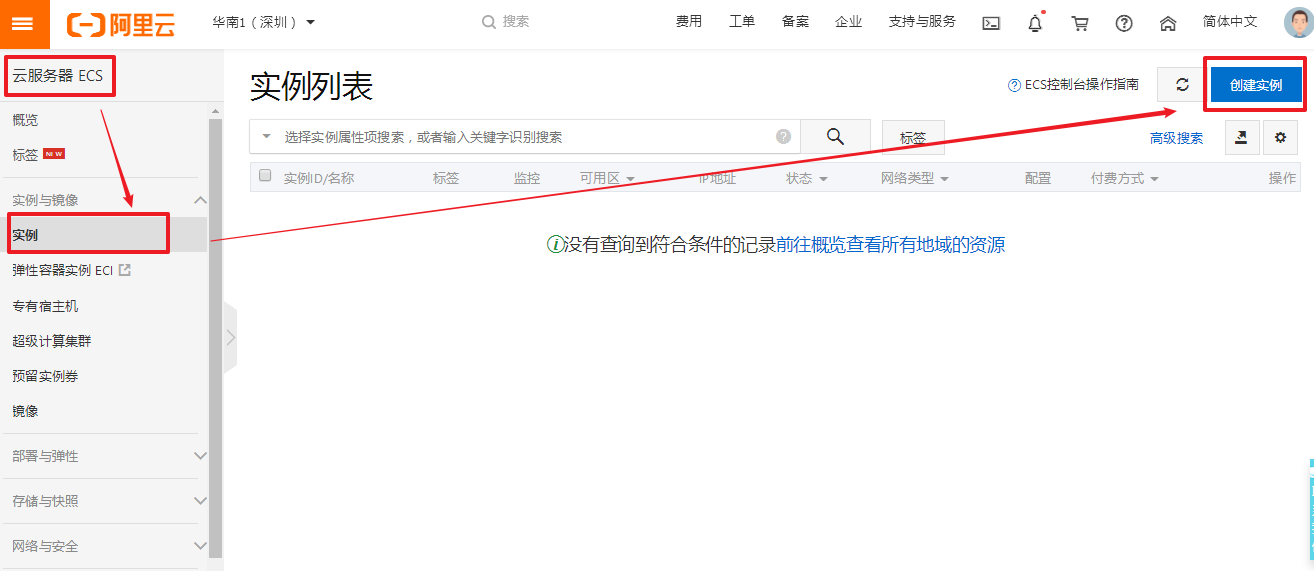 阿里云
华南1（深圳）
搜索
费用
工单
备案
企业
支持与服务
简体中文
云服务器 ECS
概览
标签 NEW
实例与镜像
实例
弹性容器实例 ECI
专有宿主机
超级计算集群
预留实例券
镜像
部署与弹性
存储与快照
网络与安全
实例列表
ECS控制台操作指南
创建实例
选择实例属性项搜索，或者输入关键字识别搜索
标签
高级搜索
实例ID/名称
标签
监控
可用区
IP地址
状态
网络类型
配置
付费方式
操作
没有查询到符合条件的记录前往概览查看所有地域的资源